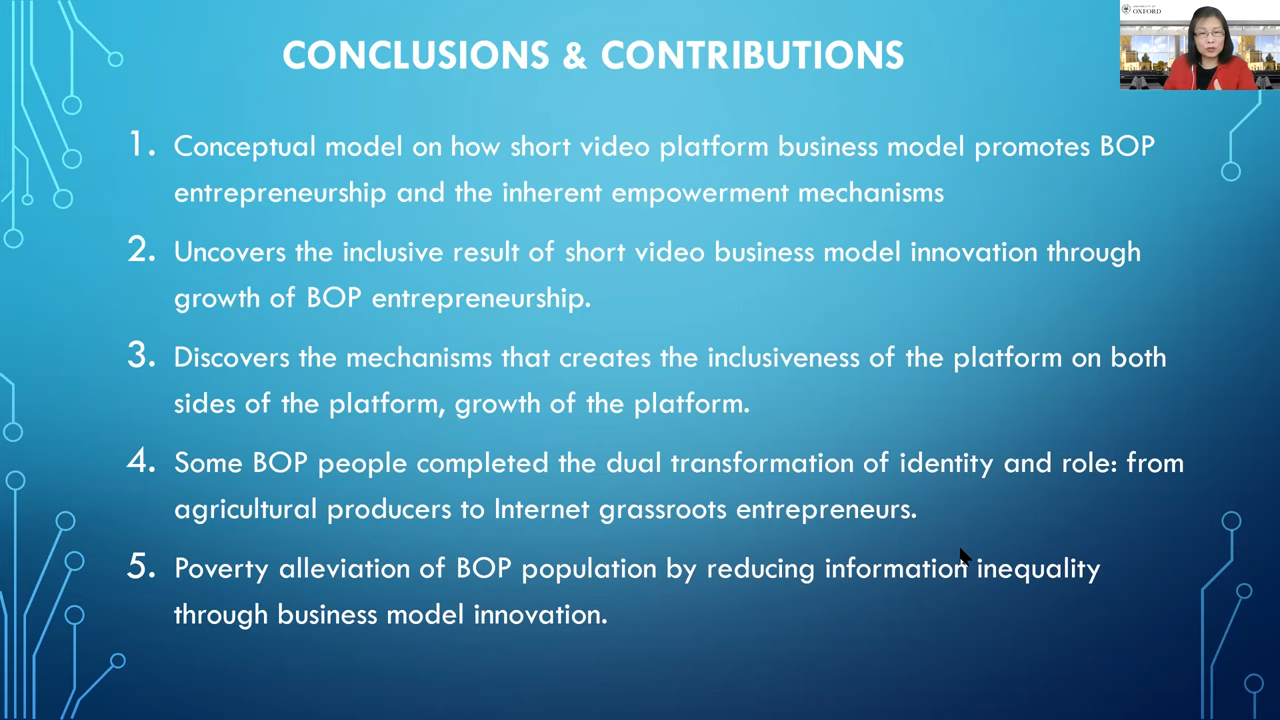 CONCLUSIONS & CONTRIBUTIONS
UNIVERSITY OF
OXFORD
1. Conceptual model on how short video platform business model promotes BOP
entrepreneurship and the inherent empowerment mechanisms
2. Uncovers the inclusive result of short video business model innovation through
growth of BOP entrepreneurship.
3. Discovers the mechanisms that creates the inclusiveness of the platform on both
sides of the platform, growth of the platform.
4. Some BOP people completed the dual transformation of identity and role: from
agricultural producers to Internet grassroots entrepreneurs.
5. Poverty alleviation of BOP population by reducing information inequality
through business model innovation.